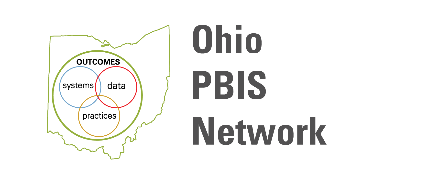 OUTCOMES
systems
data
practices
Ohio
PBIS
Network